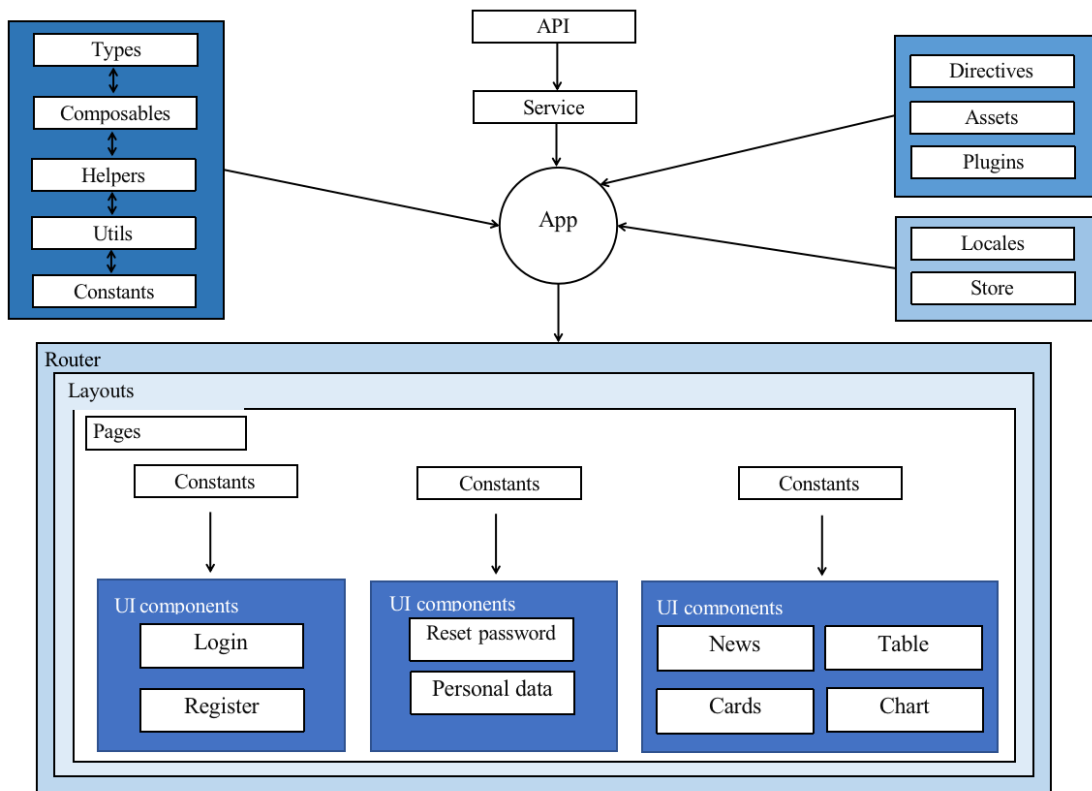 Types
Composables
Helpers
Utils
Constants
API
Service
App
Directives
Assets
Plugins
Locales
Store
Router
Layouts
Pages
Constants
Constants
Constants
UI components
Login
Register
UI components
Reset password
Personal data
UI components
News
Table
Cards
Chart